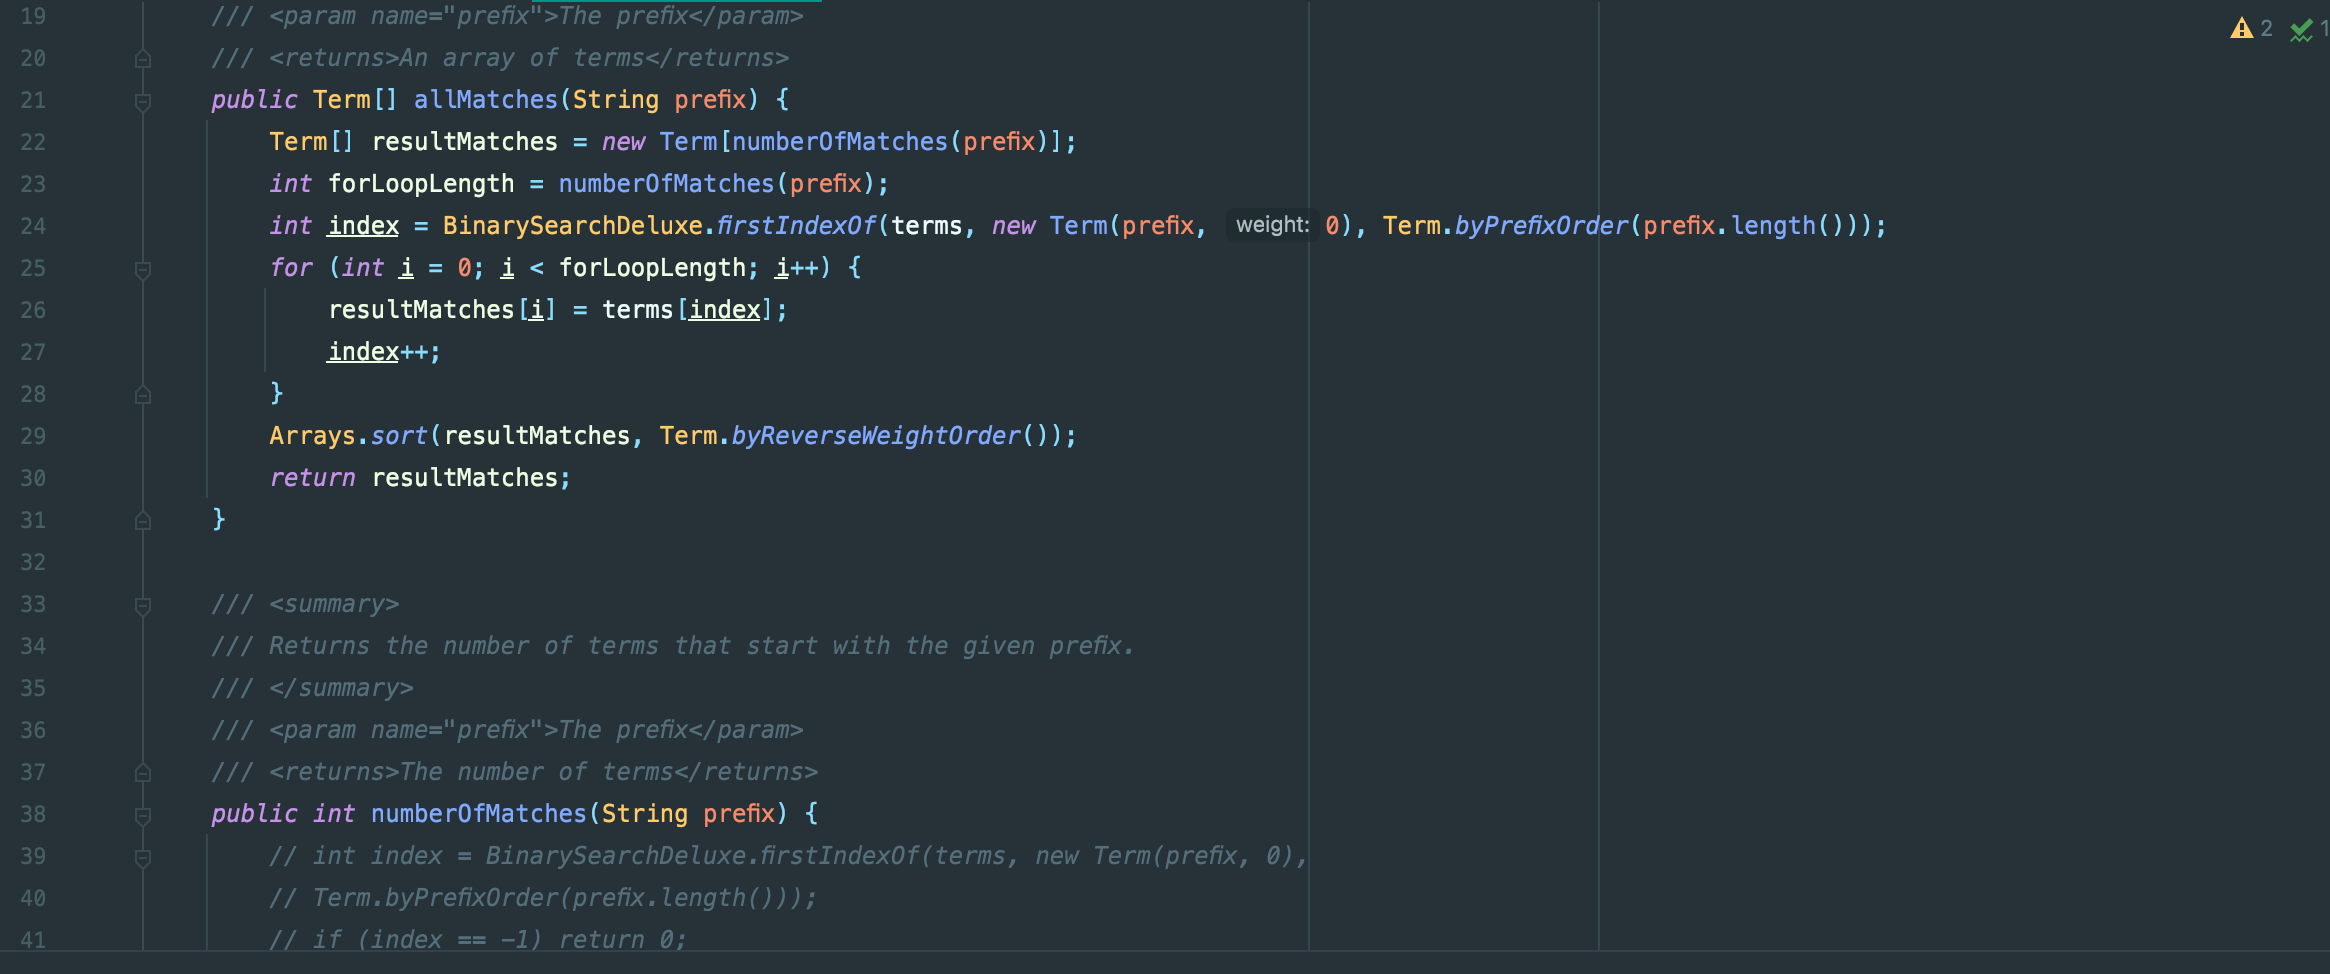 19 /// <param name="prefix">The prefix</param>
2 1
20 /// <returns>An array of terms</returns>
21 public Term[] allMatches(String prefix) {
22 Term[] resultMatches = new Term[numberOfMatches(prefix)];
23 int forLoopLength = numberOfMatches(prefix);
24 int index = BinarySearchDeluxe.firstIndexOf(terms, new Term(prefix, weight: 0), Term.byPrefixOrder(prefix.length()));
25 for (int i = 0; i < forLoopLength; i++) {
26 resultMatches[i] = terms[index];
27 index++;
28 }
29 Arrays.sort(resultMatches, Term.byReverseWeightOrder());
30 return resultMatches;
31 }
32
33 /// <summary>
34 /// Returns the number of terms that start with the given prefix.
35 /// </summary>
36 /// <param name="prefix">The prefix</param>
37 /// <returns>The number of terms</returns>
38 public int numberOfMatches(String prefix) {
39 // int index = BinarySearchDeluxe.firstIndexOf(terms, new Term(prefix, 0),
40 // Term.byPrefixOrder(prefix.length()));
41 // if (index == -1) return 0;